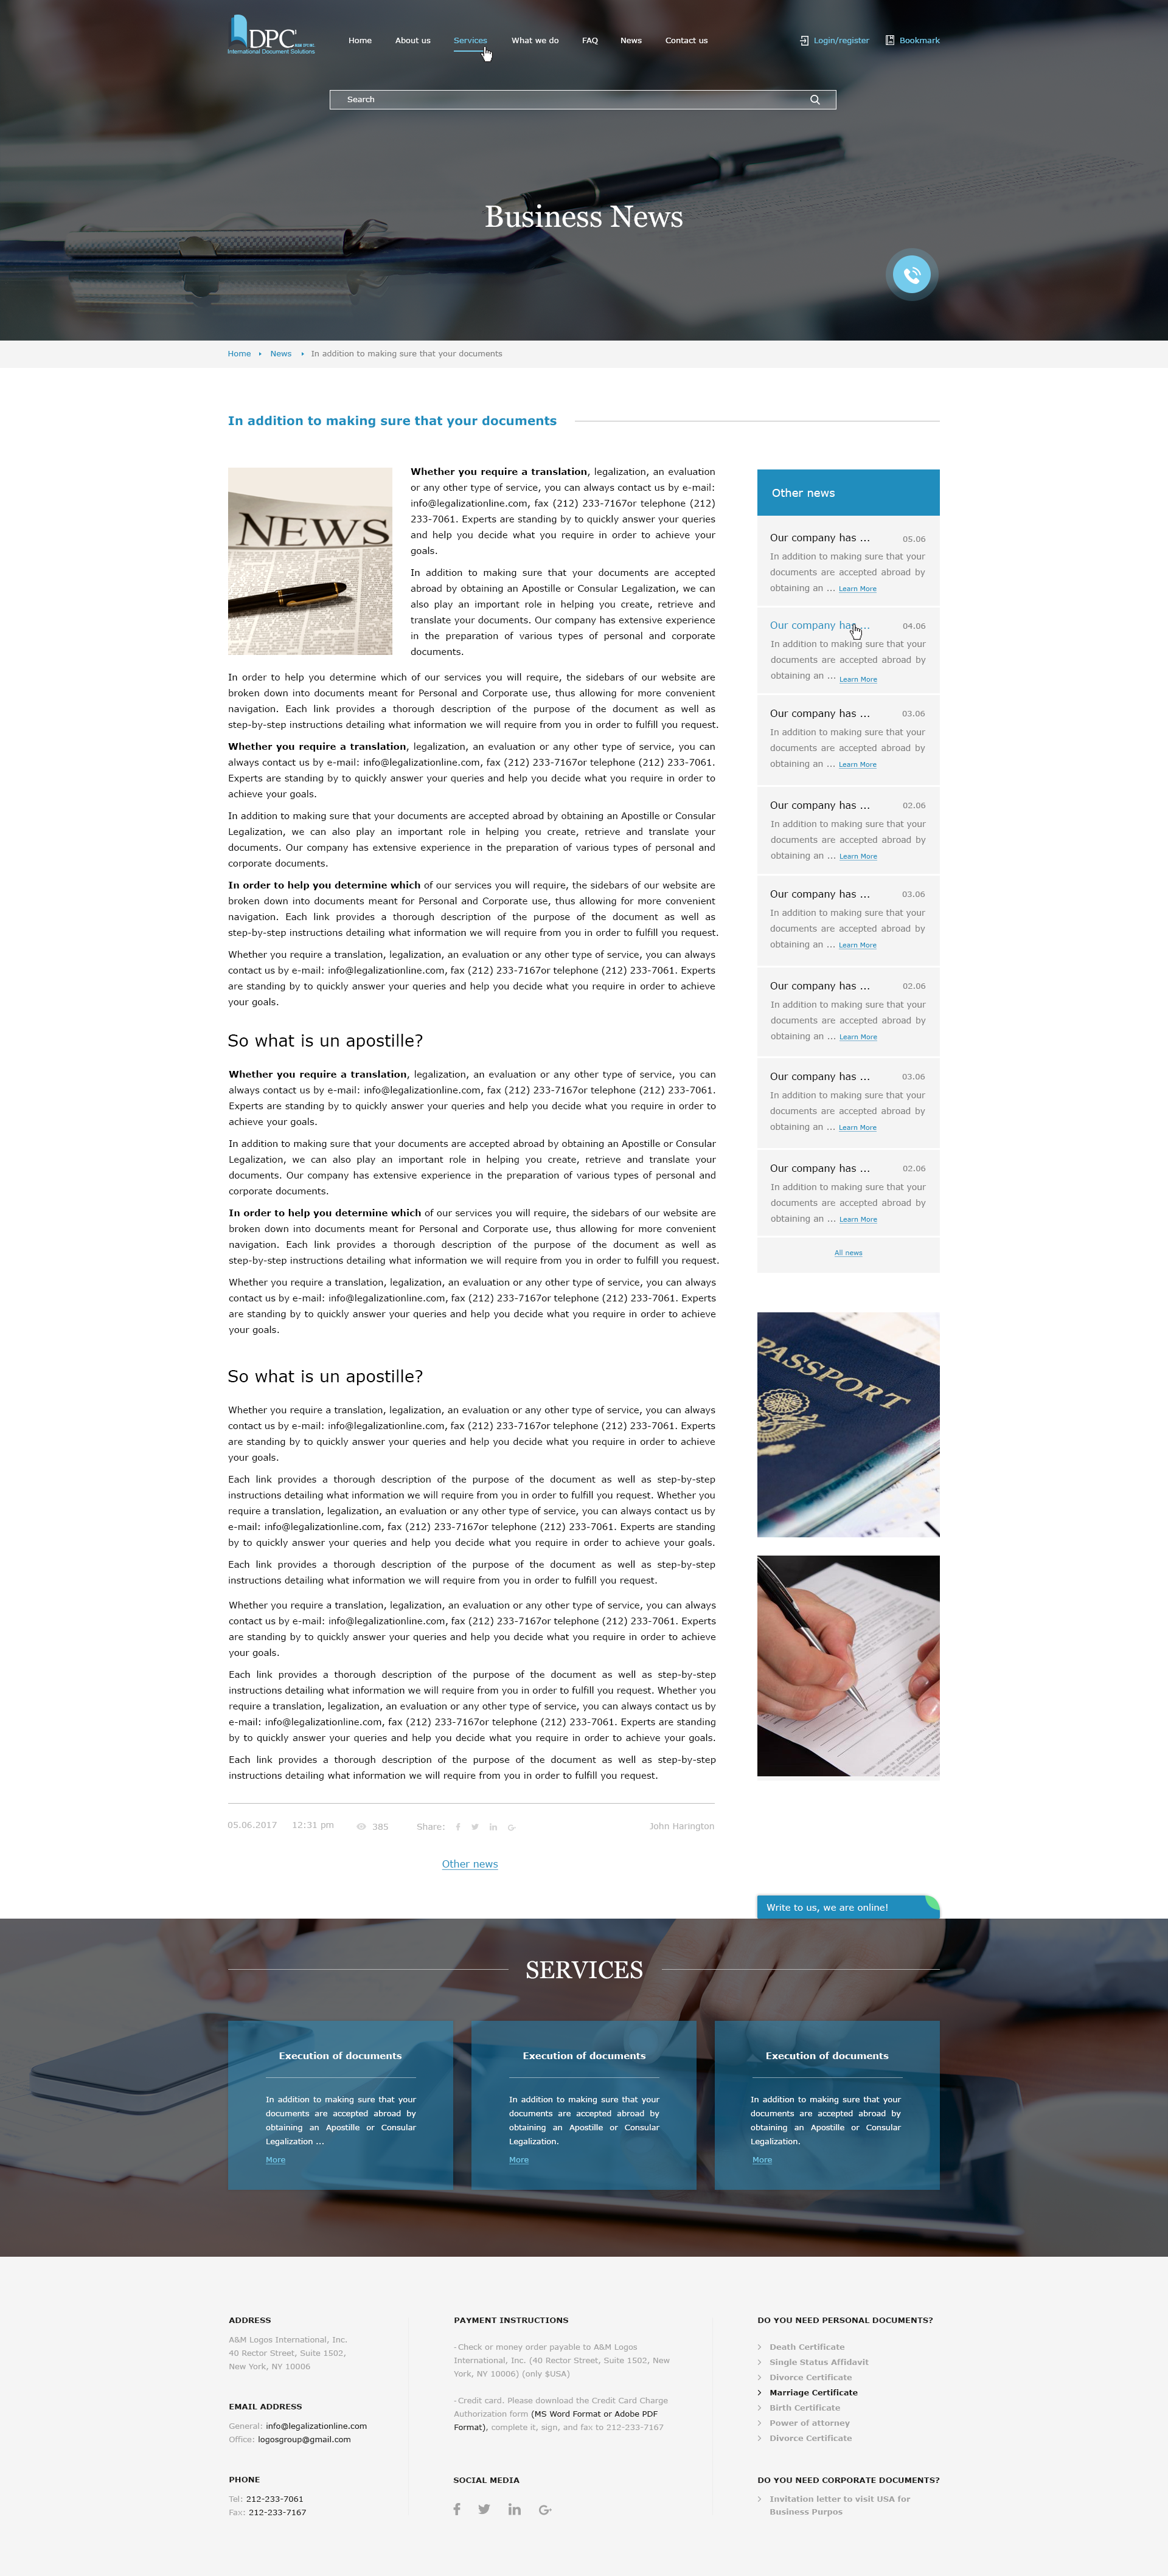 DPC
International Document Solutions
Home About us Services What we do FAQ News Contact us Login/register Bookmark
Search
Business News
Home News In addition to making sure that your documents
In addition to making sure that your documents
NEWS
Whether you require a translation, legalization, an evaluation
or any other type of service, you can always contact us by e-mail:
info@legalizationline.com, fax (212) 233-7167or telephone (212)
233-7061. Experts are standing by to quickly answer your queries
and help you decide what you require in order to achieve your
goals.
In addition to making sure that your documents are accepted
abroad by obtaining an Apostille or Consular Legalization, we can
also play an important role in helping you create, retrieve and
translate your documents. Our company has extensive experience
in the preparation of various types of personal and corporate
documents.
In order to help you determine which of our services you will require, the sidebars of our website are
broken down into documents meant for Personal and Corporate use, thus allowing for more convenient
navigation. Each link provides a thorough description of the purpose of the document as well as
step-by-step instructions detailing what information we will require from you in order to fulfill you request.
Whether you require a translation, legalization, an evaluation or any other type of service, you can
always contact us by e-mail: info@legalizationline.com, fax (212) 233-7167or telephone (212) 233-7061.
Experts are standing by to quickly answer your queries and help you decide what you require in order to
achieve your goals.
In addition to making sure that your documents are accepted abroad by obtaining an Apostille or Consular
Legalization, we can also play an important role in helping you create, retrieve and translate your
documents. Our company has extensive experience in the preparation of various types of personal and
corporate documents.
In order to help you determine which of our services you will require, the sidebars of our website are
broken down into documents meant for Personal and Corporate use, thus allowing for more convenient
navigation. Each link provides a thorough description of the purpose of the document as well as
step-by-step instructions detailing what information we will require from you in order to fulfill you request.
Whether you require a translation, legalization, an evaluation or any other type of service, you can always
contact us by e-mail: info@legalizationline.com, fax (212) 233-7167or telephone (212) 233-7061. Experts
are standing by to quickly answer your queries and help you decide what you require in order to achieve
your goals.
So what is un apostille?
Whether you require a translation, legalization, an evaluation or any other type of service, you can
always contact us by e-mail: info@legalizationline.com, fax (212) 233-7167or telephone (212) 233-7061.
Experts are standing by to quickly answer your queries and help you decide what you require in order to
achieve your goals.
In addition to making sure that your documents are accepted abroad by obtaining an Apostille or Consular
Legalization, we can also play an important role in helping you create, retrieve and translate your
documents. Our company has extensive experience in the preparation of various types of personal and
corporate documents.
In order to help you determine which of our services you will require, the sidebars of our website are
broken down into documents meant for Personal and Corporate use, thus allowing for more convenient
navigation. Each link provides a thorough description of the purpose of the document as well as
step-by-step instructions detailing what information we will require from you in order to fulfill you request.
Whether you require a translation, legalization, an evaluation or any other type of service, you can always
contact us by e-mail: info@legalizationline.com, fax (212) 233-7167or telephone (212) 233-7061. Experts
are standing by to quickly answer your queries and help you decide what you require in order to achieve
your goals.
So what is un apostille?
Whether you require a translation, legalization, an evaluation or any other type of service, you can always
contact us by e-mail: info@legalizationline.com, fax (212) 233-7167or telephone (212) 233-7061. Experts
are standing by to quickly answer your queries and help you decide what you require in order to achieve
your goals.
Each link provides a thorough description of the purpose of the document as well as step-by-step
instructions detailing what information we will require from you in order to fulfill you request. Whether you
require a translation, legalization, an evaluation or any other type of service, you can always contact us by
e-mail: info@legalizationline.com, fax (212) 233-7167or telephone (212) 233-7061. Experts are standing
by to quickly answer your queries and help you decide what you require in order to achieve your goals.
Each link provides a thorough description of the purpose of the document as well as step-by-step
instructions detailing what information we will require from you in order to fulfill you request.
Whether you require a translation, legalization, an evaluation or any other type of service, you can always
contact us by e-mail: info@legalizationline.com, fax (212) 233-7167or telephone (212) 233-7061. Experts
are standing by to quickly answer your queries and help you decide what you require in order to achieve
your goals.
Each link provides a thorough description of the purpose of the document as well as step-by-step
instructions detailing what information we will require from you in order to fulfill you request. Whether you
require a translation, legalization, an evaluation or any other type of service, you can always contact us by
e-mail: info@legalizationline.com, fax (212) 233-7167or telephone (212) 233-7061. Experts are standing
by to quickly answer your queries and help you decide what you require in order to achieve your goals.
Each link provides a thorough description of the purpose of the document as well as step-by-step
instructions detailing what information we will require from you in order to fulfill you request.
05.06.2017 12:31 pm 385 Share: John Harington
Other news
Other news
Our company has ... 05.06
In addition to making sure that your
documents are accepted abroad by
obtaining an ... Learn More
Our company has ... 04.06
In addition to making sure that your
documents are accepted abroad by
obtaining an ... Learn More
Our company has ... 03.06
In addition to making sure that your
documents are accepted abroad by
obtaining an ... Learn More
Our company has ... 02.06
In addition to making sure that your
documents are accepted abroad by
obtaining an ... Learn More
Our company has ... 03.06
In addition to making sure that your
documents are accepted abroad by
obtaining an ... Learn More
Our company has ... 02.06
In addition to making sure that your
documents are accepted abroad by
obtaining an ... Learn More
Our company has ... 03.06
In addition to making sure that your
documents are accepted abroad by
obtaining an ... Learn More
Our company has ... 02.06
In addition to making sure that your
documents are accepted abroad by
obtaining an ... Learn More
All news
PASSPORT
Write to us, we are online!
SERVICES
Execution of documents
In addition to making sure that your
documents are accepted abroad by
obtaining an Apostille or Consular
Legalization ...
More
Execution of documents
In addition to making sure that your
documents are accepted abroad by
obtaining an Apostille or Consular
Legalization.
More
Execution of documents
In addition to making sure that your
documents are accepted abroad by
obtaining an Apostille or Consular
Legalization.
More
ADDRESS
A&M Logos International, Inc.
40 Rector Street, Suite 1502,
New York, NY 10006
EMAIL ADDRESS
General: info@legalizationline.com
Office: logosgroup@gmail.com
PHONE
Tel: 212-233-7061
Fax: 212-233-7167
PAYMENT INSTRUCTIONS
- Check or money order payable to A&M Logos
International, Inc. (40 Rector Street, Suite 1502, New
York, NY 10006) (only $USA)
- Credit card. Please download the Credit Card Charge
Authorization form (MS Word Format or Adobe PDF
Format), complete it, sign, and fax to 212-233-7167
SOCIAL MEDIA
DO YOU NEED PERSONAL DOCUMENTS?
Death Certificate
Single Status Affidavit
Divorce Certificate
Marriage Certificate
Birth Certificate
Power of attorney
Divorce Certificate
DO YOU NEED CORPORATE DOCUMENTS?
Invitation letter to visit USA for
Business Purpos